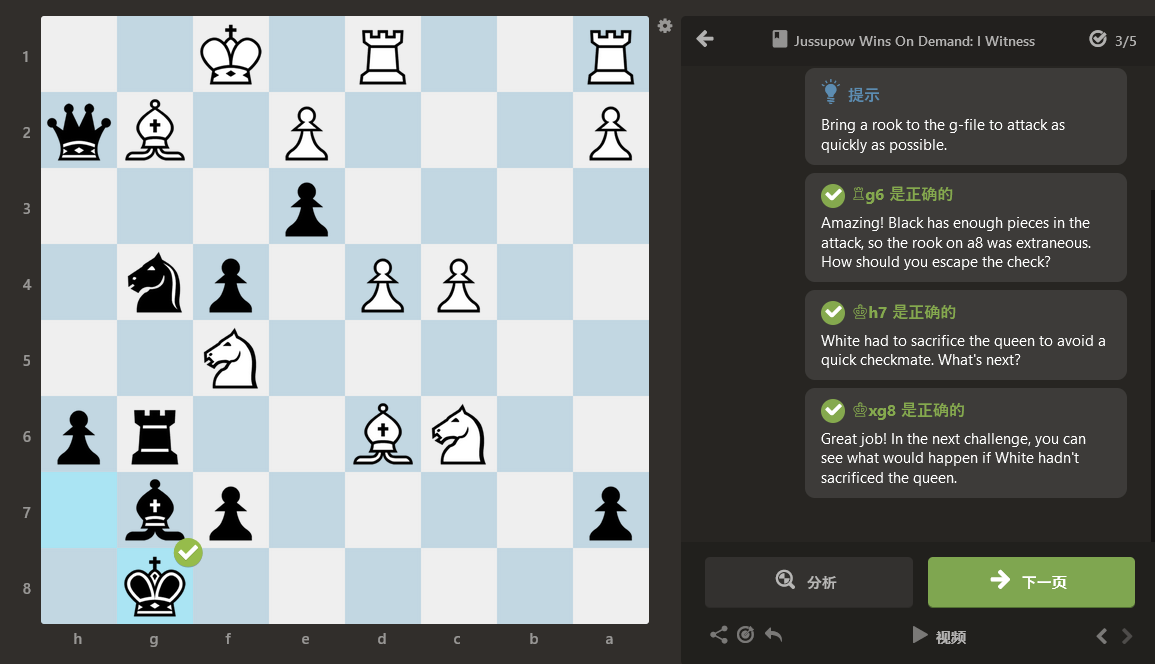 Jussupow Wins On Demand: I Witness
3/5
提示
Bring a rook to the g-file to attack as
quickly as possible.
♖g6 是正确的
Amazing! Black has enough pieces in the
attack, so the rook on a8 was extraneous.
How should you escape the check?
♔h7 是正确的
White had to sacrifice the queen to avoid a
quick checkmate. What's next?
♔xg8 是正确的
Great job! In the next challenge, you can
see what would happen if White hadn't
sacrificed the queen.
分析
下一页
视频
1
2
3
4
5
6
7
8
h g f e d c b a